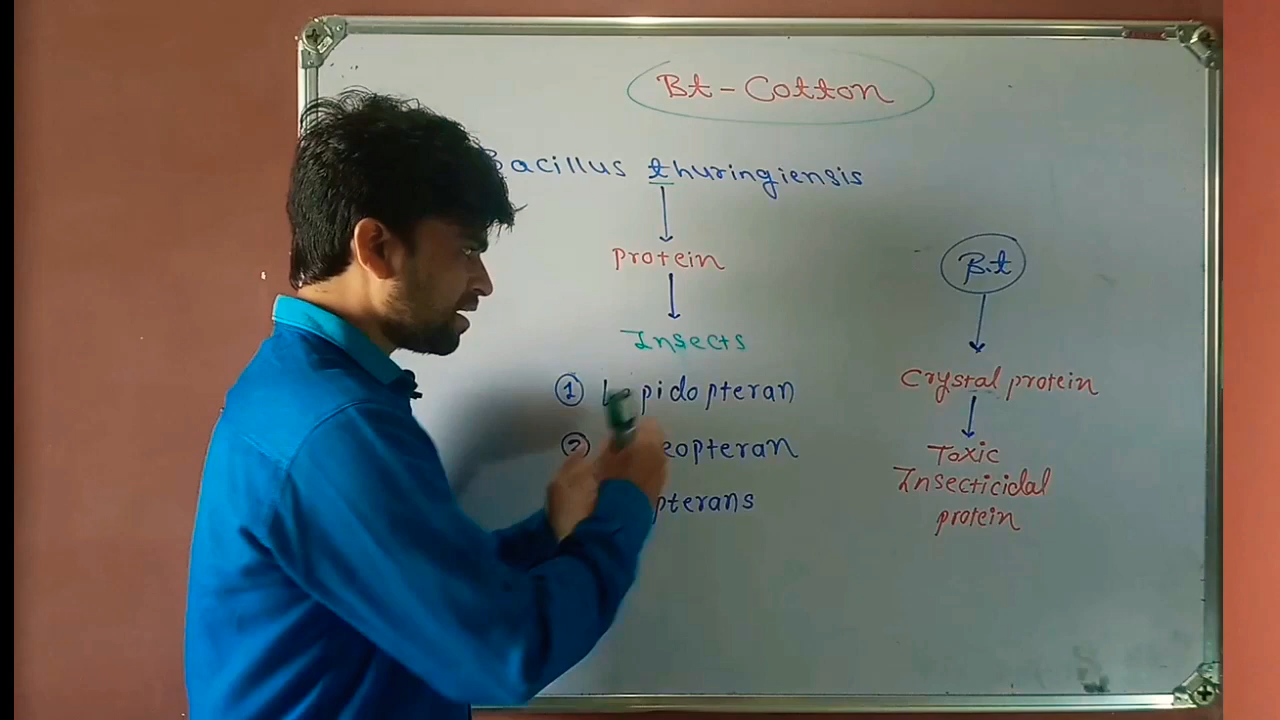 Bt-Cotton
Bacillus thuringiensis
Protein
Insects
① Lepidopteran
② eopteran
pterans
B.t
Crystal protein
Toxic
Insecticidal
protein